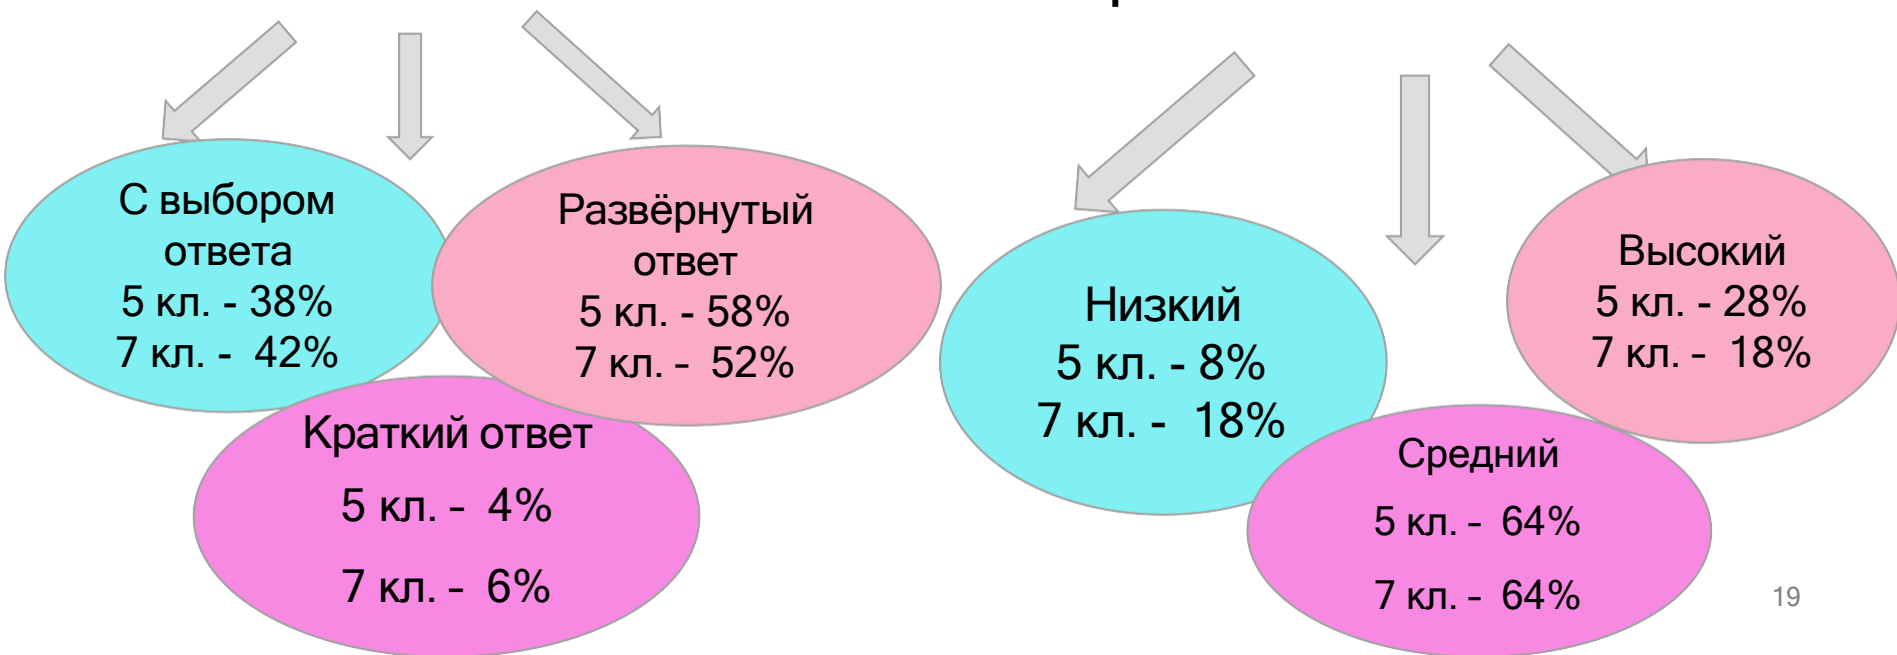 С выбором
ответа
5 кл. - 38%
7 кл. - 42%
Развёрнутый
ответ
5 кл. - 58%
7 кл. - 52%
Краткий ответ
5 кл. - 4%
7 кл. - 6%
Низкий
5 кл. - 8%
7 кл. - 18%
Высокий
5 кл. - 28%
7 кл. - 18%
Средний
5 кл. - 64%
7 кл. - 64%
19